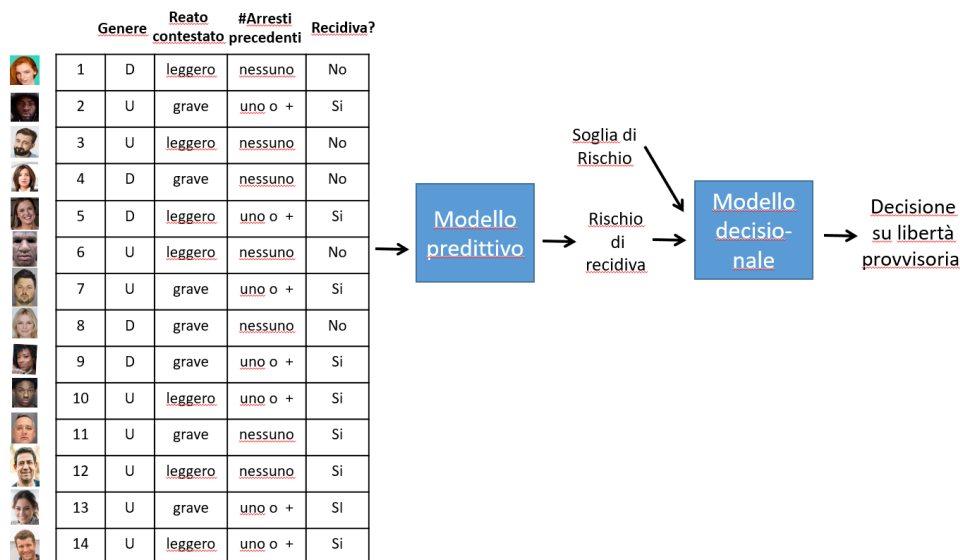 Genere Reato contestato #Arresti precedenti Recidiva?
1 D leggero nessuno No
2 U grave uno o + Si
3 U leggero nessuno No
4 D grave nessuno No
5 D leggero uno o + Si
6 U leggero nessuno No
7 U grave uno o + Si
8 D grave nessuno No
9 D grave uno o + Si
10 U leggero uno o + Si
11 U grave nessuno Si
12 U leggero nessuno Si
13 U grave uno o + SI
14 U leggero uno o + Si
Modello
predittivo
Soglia di
Rischio
Rischio
di
recidiva
Modello
decisio-
nale
Decisione
su libertà
provvisoria